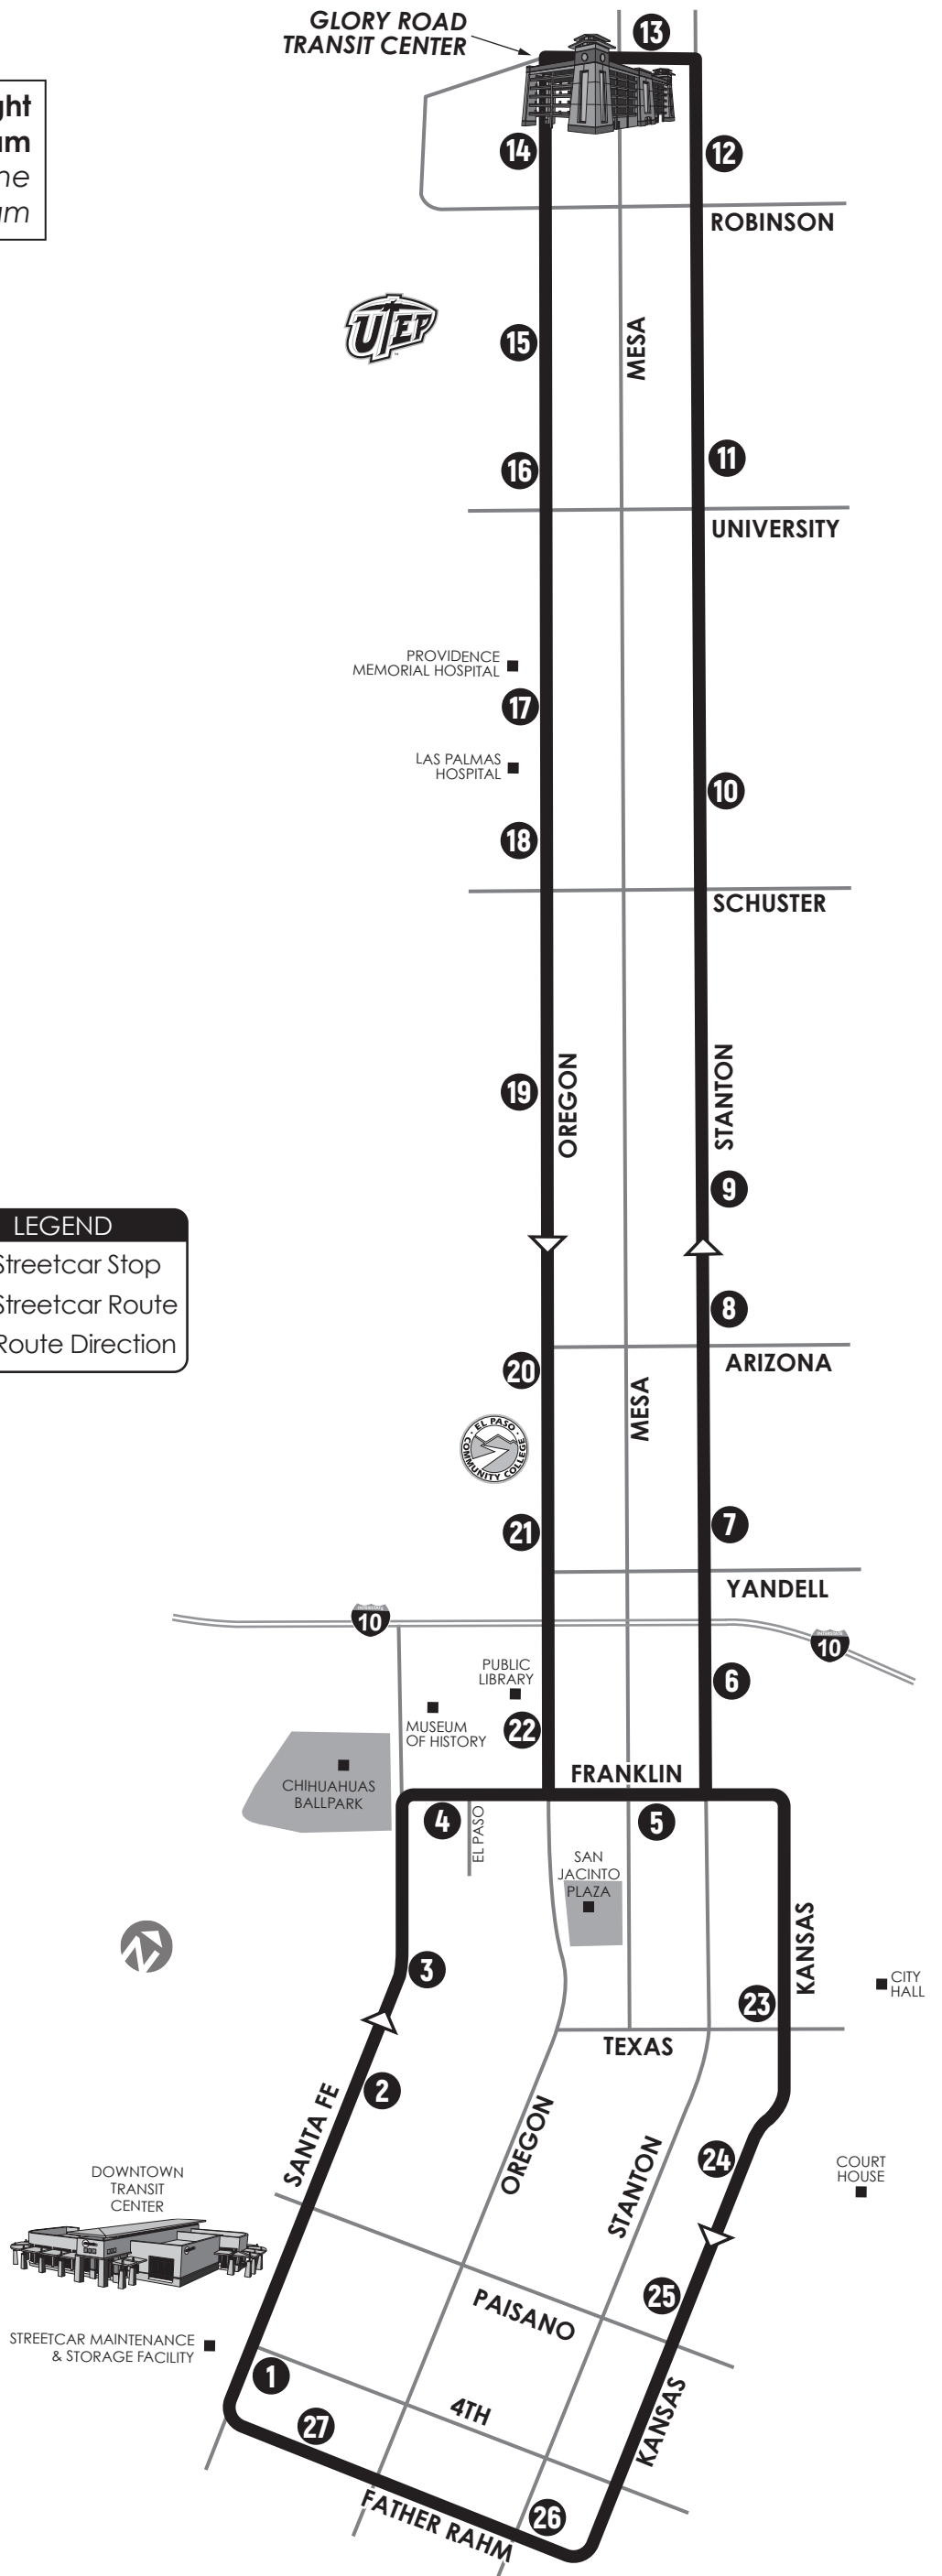 GLORY ROAD
TRANSIT CENTER
13
14
12
ROBINSON
UTEP
15
MESA
16
11
UNIVERSITY
PROVIDENCE
MEMORIAL HOSPITAL
17
LAS PALMAS
HOSPITAL
10
18
SCHUSTER
19
OREGON
STANTON
9
LEGEND
Streetcar Stop
Streetcar Route
Route Direction
8
ARIZONA
20
MESA
EL PASO
COMMUNITY COLLEGE
21
7
YANDELL
10
10
PUBLIC
LIBRARY
6
MUSEUM
OF HISTORY
22
FRANKLIN
CHIHUAHUAS
BALLPARK
4
EL PASO
5
SAN
JACINTO
PLAZA
KANSAS
3
CITY
HALL
23
TEXAS
2
SANTA FE
OREGON
STANTON
24
COURT
HOUSE
DOWNTOWN
TRANSIT
CENTER
25
PAISANO
STREETCAR MAINTENANCE
& STORAGE FACILITY
1
4TH
KANSAS
27
FATHER RAHM
26